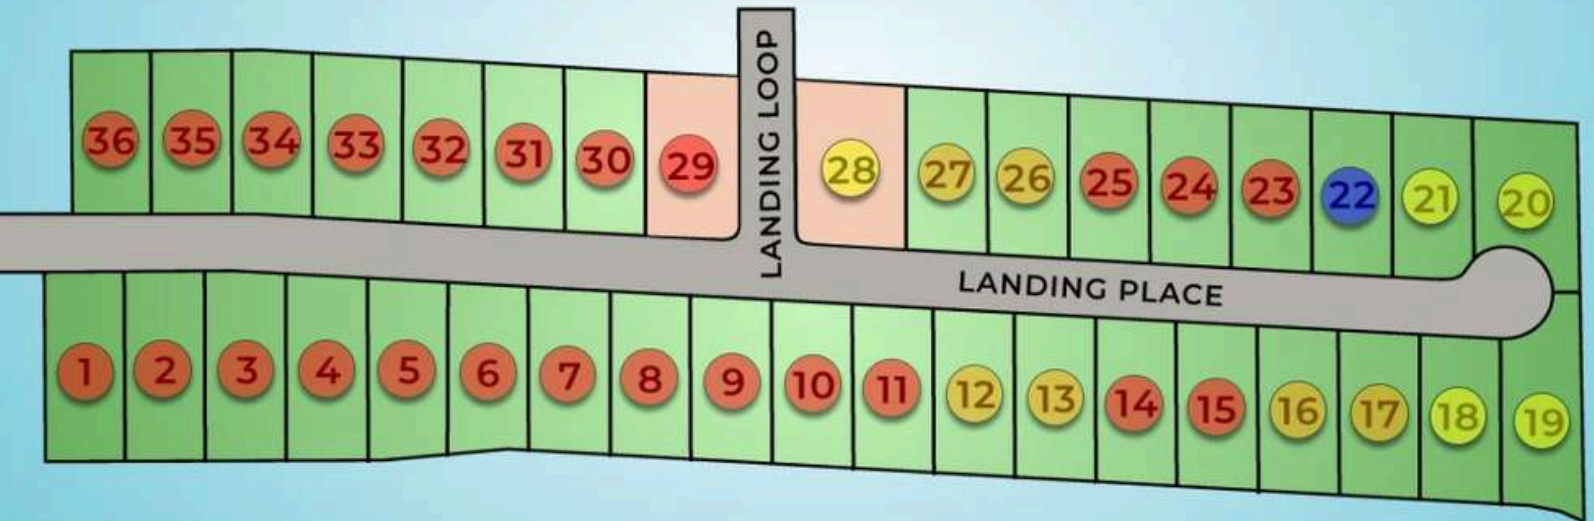 LANDING LOOP
36 35 34 33 32 31 30 29 28 27 26 25 24 23 22 21 20
LANDING PLACE
1 2 3 4 5 6 7 8 9 10 11 12 13 14 15 16 17 18 19